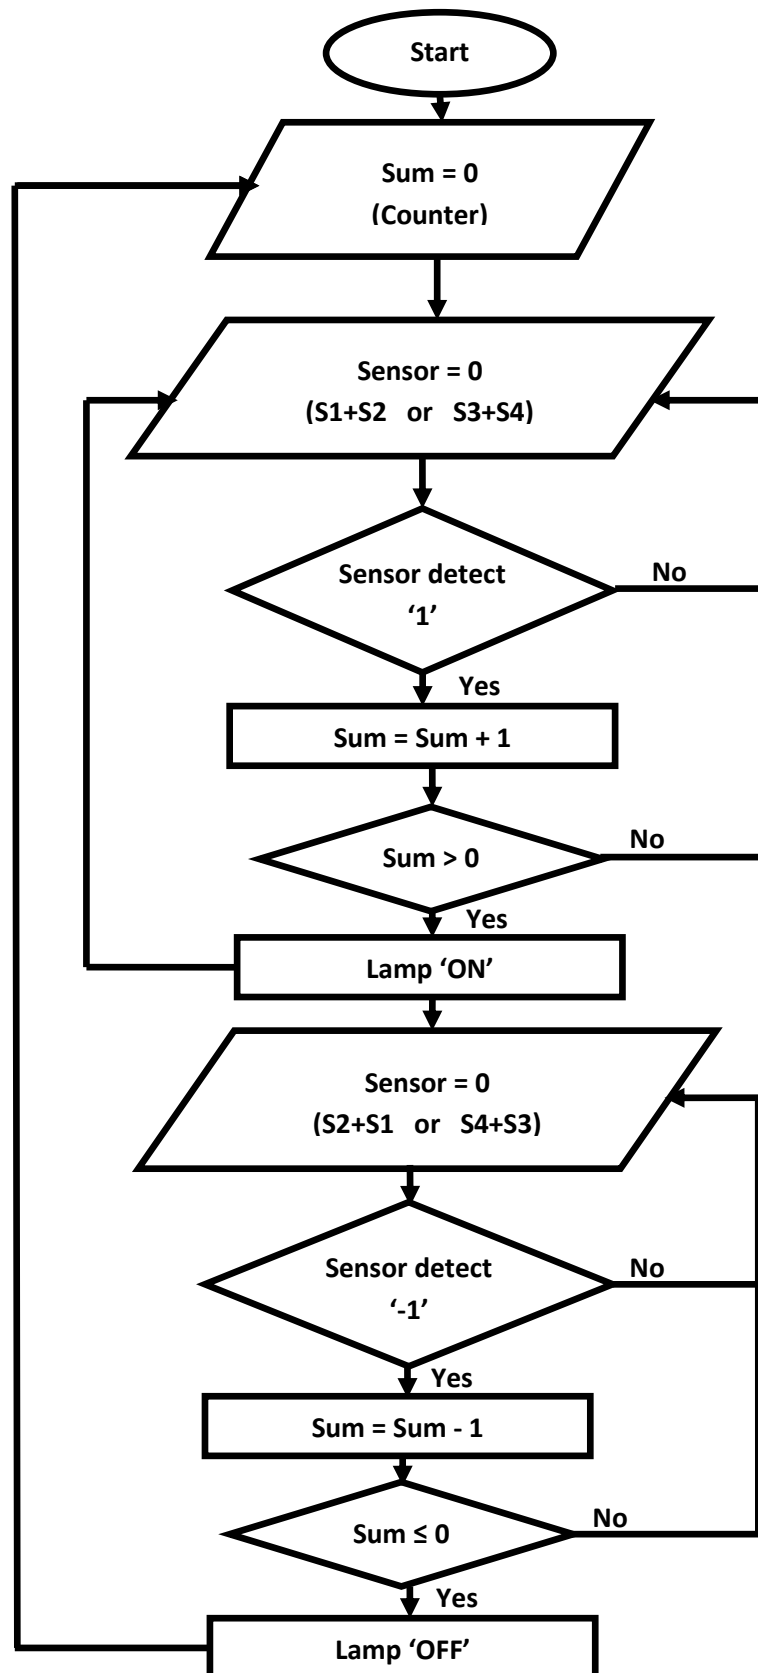 Start
Sum = 0
(Counter)
Sensor = 0
(S1+S2 or S3+S4)
Sensor detect
‘1’
No
Yes
Sum = Sum + 1
Sum > 0
No
Yes
Lamp ‘ON’
Sensor = 0
(S2+S1 or S4+S3)
Sensor detect
‘-1’
No
Yes
Sum = Sum - 1
Sum ≤ 0
No
Yes
Lamp ‘OFF’